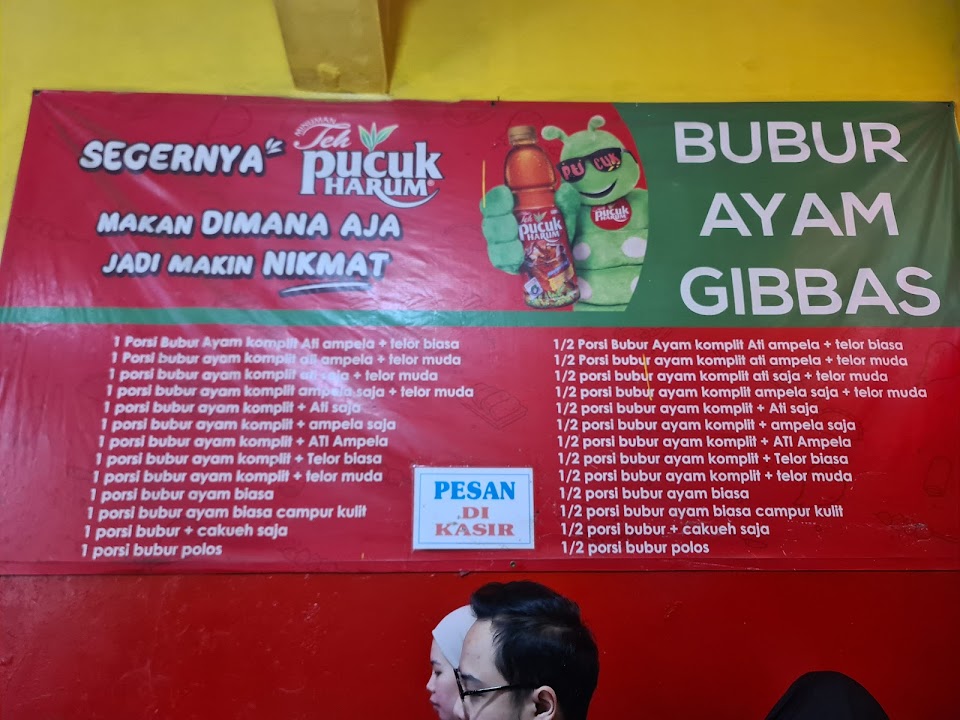 SEGERNYA
MINUMAN
Teh
pucuk
HARUM
MAKAN DIMANA AJA
JADI MAKIN NIKMAT
PUCUK
Teh
pucuk
HARUM
pucuk
HARUM
BUBUR
AYAM
GIBBAS
1 Porsi Bubur Ayam komplit Ati ampela + telor biasa
1 Porsi bubur ayam komplit ati ampela + telor muda
1 porsi bubur ayam komplit ati saja + telor muda
1 porsi bubur ayam komplit ampela saja + telor muda
1 porsi bubur ayam komplit + Ati saja
1 porsi bubur ayam komplit + ampela saja
1 porsi bubur ayam komplit + ATI Ampela
1 porsi bubur ayam komplit + Telor biasa
1 porsi bubur ayam komplit + telor muda
1 porsi bubur ayam biasa
1 porsi bubur ayam biasa campur kulit
1 porsi bubur + cakueh saja
1 porsi bubur polos
1/2 Porsi Bubur Ayam komplit Ati ampela + telor biasa
1/2 Porsi bubur ayam komplit ati ampela + telor muda
1/2 porsi bubur ayam komplit ati saja + telor muda
1/2 porsi bubur ayam komplit ampela saja + telor muda
1/2 porsi bubur ayam komplit + Ati saja
1/2 porsi bubur ayam komplit + ampela saja
1/2 porsi bubur ayam komplit + ATI Ampela
1/2 porsi bubur ayam komplit + Telor biasa
1/2 porsi bubur ayam komplit + telor muda
1/2 porsi bubur ayam biasa
1/2 porsi bubur ayam biasa campur kulit
1/2 porsi bubur + cakueh saja
1/2 porsi bubur polos
PESAN
DI
KASIR